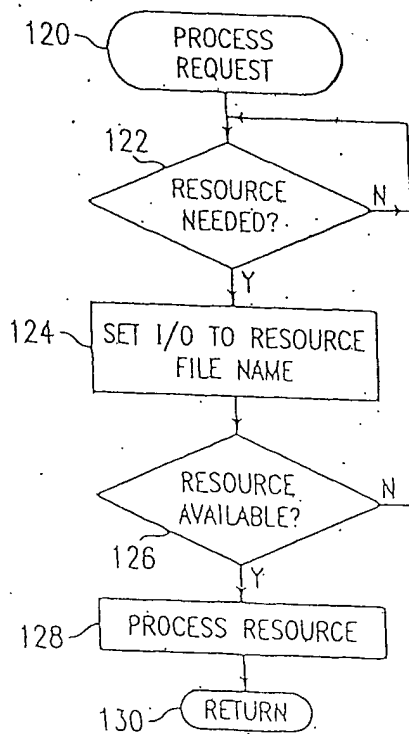 120
PROCESS
REQUEST
122
RESOURCE
NEEDED?
N
Y
124
SET I/O TO RESOURCE
FILE NAME
RESOURCE
AVAILABLE?
N
126
Y
128
PROCESS RESOURCE
130
RETURN